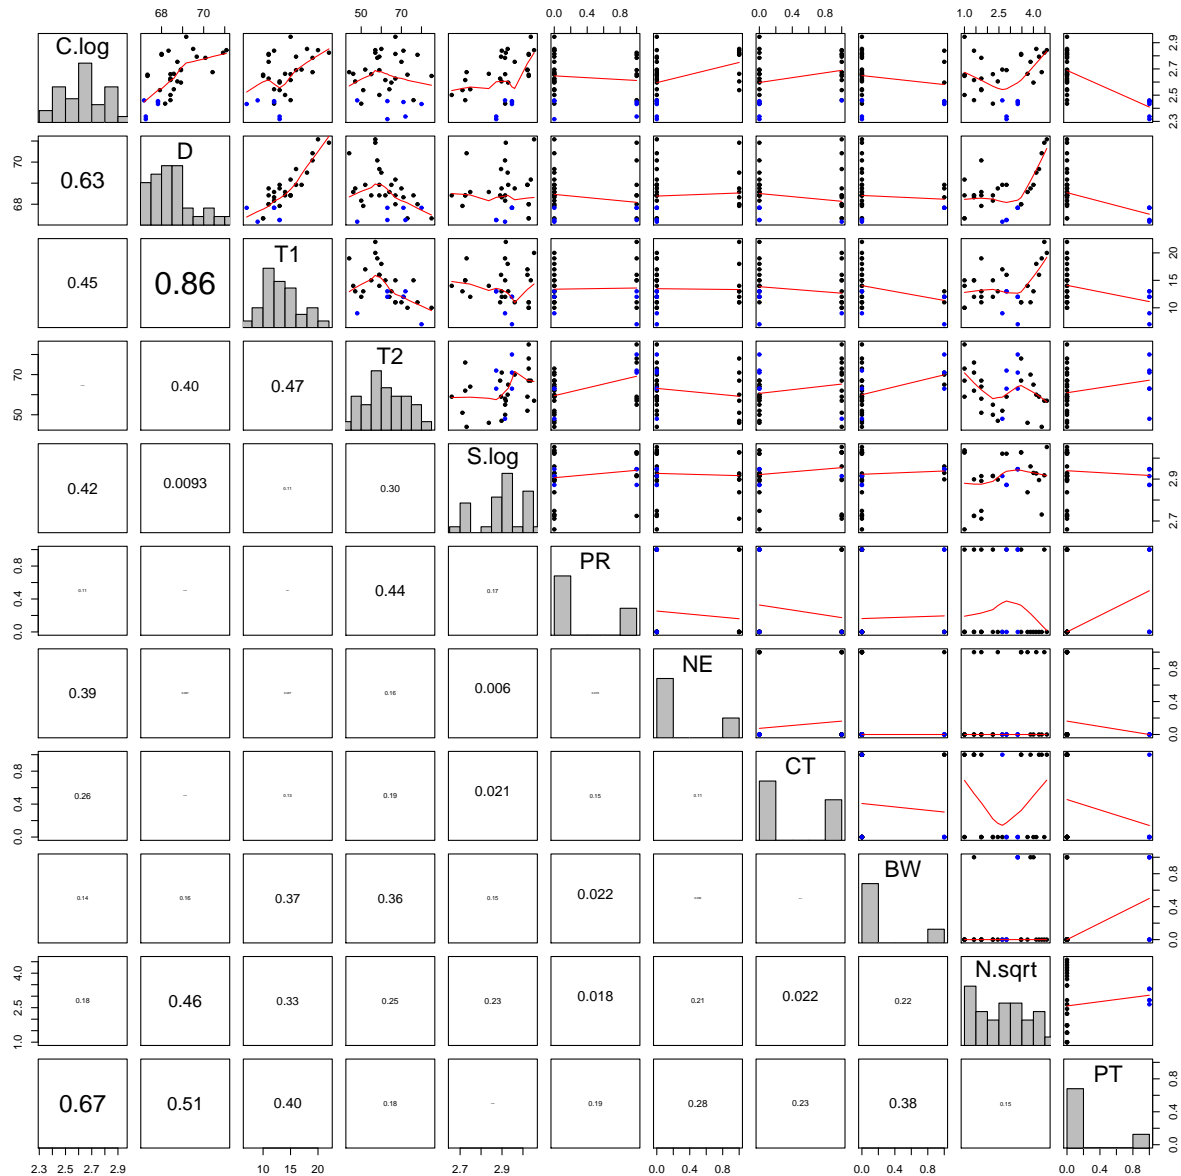 68 70 50 70 0.0 0.4 0.8 0.0 0.4 0.8 1.0 2.5 4.0
C.log 2.3 2.5 2.7 2.9
68 70 0.63 D
0.45 0.86 T1 10 15 20
50 70 0.40 0.47 T2
0.42 0.0093 0.11 0.30 S.log 2.7 2.9
0.0 0.4 0.8 0.11 0.44 0.17 PR
0.39 0.16 0.006 NE 0.0 0.4 0.8
0.0 0.4 0.8 0.26 0.13 0.19 0.021 0.15 0.11 CT
0.14 0.16 0.37 0.36 0.15 0.022 BW 0.0 0.4 0.8
1.0 2.5 4.0 0.18 0.46 0.33 0.25 0.23 0.018 0.21 0.022 0.22 N.sqrt
0.67 0.51 0.40 0.18 0.19 0.28 0.23 0.38 0.15 PT 0.0 0.4 0.8
2.3 2.5 2.7 2.9 10 15 20 2.7 2.9 0.0 0.4 0.8 0.0 0.4 0.8 0.0 0.4 0.8